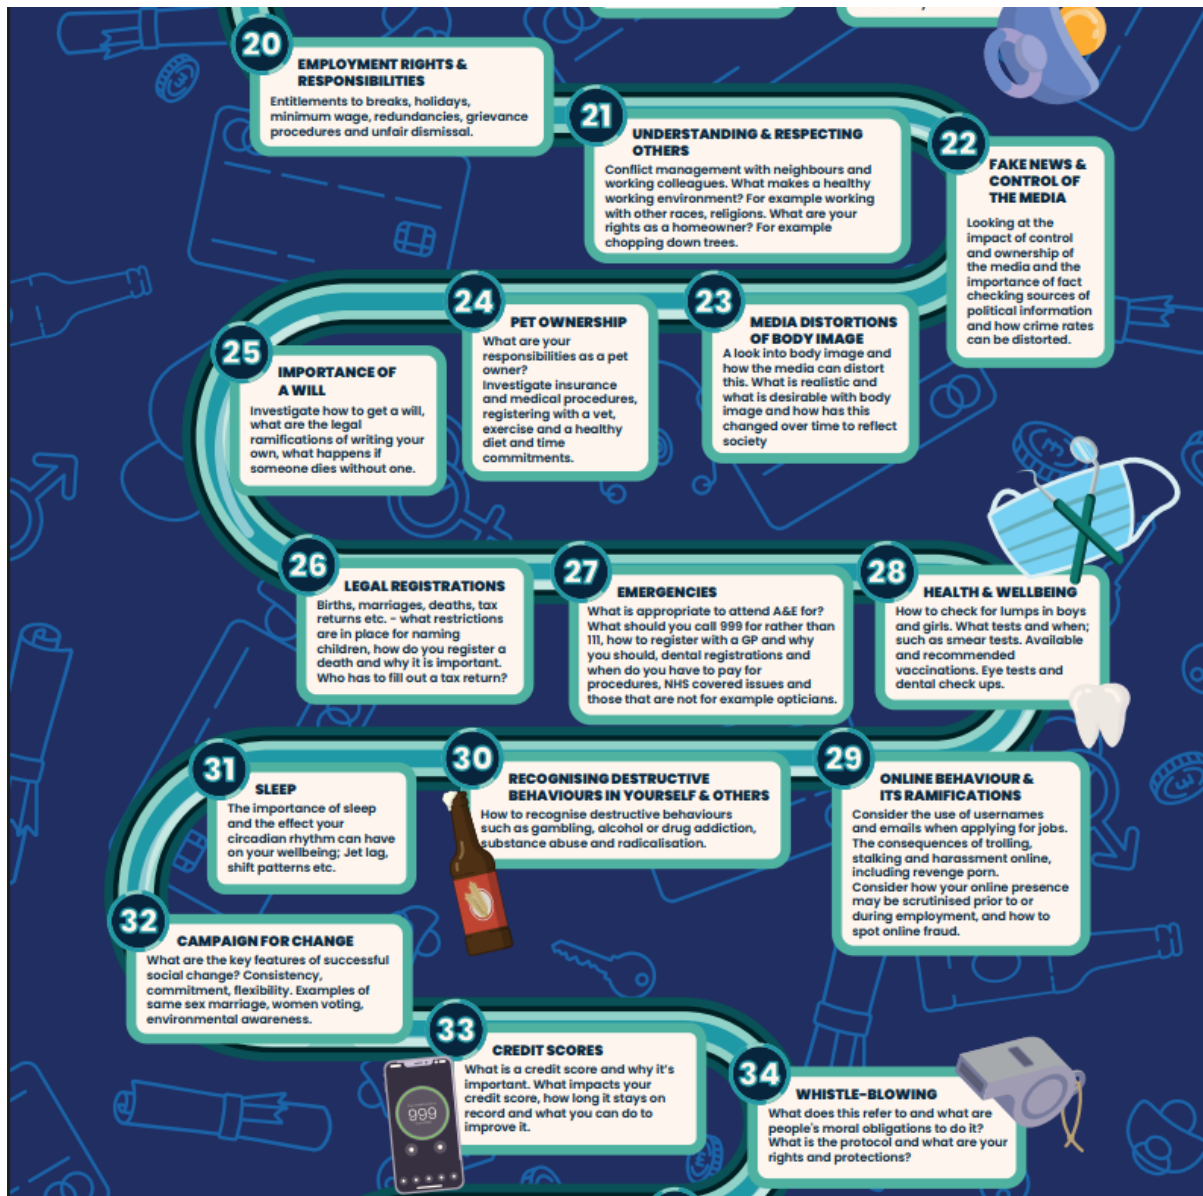 20
EMPLOYMENT RIGHTS &
RESPONSIBILITIES
Entitlements to breaks, holidays,
minimum wage, redundancies, grievance
procedures and unfair dismissal.
21
UNDERSTANDING & RESPECTING
OTHERS
Conflict management with neighbours and
working colleagues. What makes a healthy
working environment? For example working
with other races, religions. What are your
rights as a homeowner? For example
chopping down trees.
22
FAKE NEWS &
CONTROL OF
THE MEDIA
Looking at the
impact of control
and ownership of
the media and the
importance of fact
checking sources of
political information
and how crime rates
can be distorted.
23
MEDIA DISTORTIONS
OF BODY IMAGE
A look into body image and
how the media can distort
this. What is realistic and
what is desirable with body
image and how has this
changed over time to reflect
society
24
PET OWNERSHIP
What are your
responsibilities as a pet
owner?
Investigate insurance
and medical procedures,
registering with a vet,
exercise and a healthy
diet and time
commitments.
25
IMPORTANCE OF
A WILL
Investigate how to get a will,
what are the legal
ramifications of writing your
own, what happens if
someone dies without one.
26
LEGAL REGISTRATIONS
Births, marriages, deaths, tax
returns etc. - what restrictions
are in place for naming
children, how do you register a
death and why it is important.
Who has to fill out a tax return?
27
EMERGENCIES
What is appropriate to attend A&E for?
What should you call 999 for rather than
111, how to register with a GP and why
you should, dental registrations and
when do you have to pay for
procedures, NHS covered issues and
those that are not for example opticians.
28
HEALTH & WELLBEING
How to check for lumps in boys
and girls. What tests and when;
such as smear tests. Available
and recommended
vaccinations. Eye tests and
dental check ups.
29
ONLINE BEHAVIOUR &
ITS RAMIFICATIONS
Consider the use of usernames
and emails when applying for jobs.
The consequences of trolling,
stalking and harassment online,
including revenge porn.
Consider how your online presence
may be scrutinised prior to or
during employment, and how to
spot online fraud.
30
RECOGNISING DESTRUCTIVE
BEHAVIOURS IN YOURSELF & OTHERS
How to recognise destructive behaviours
such as gambling, alcohol or drug addiction,
substance abuse and radicalisation.
31
SLEEP
The importance of sleep
and the effect your
circadian rhythm can have
on your wellbeing; Jet lag,
shift patterns etc.
32
CAMPAIGN FOR CHANGE
What are the key features of successful
social change? Consistency,
commitment, flexibility. Examples of
same sex marriage, women voting,
environmental awareness.
33
CREDIT SCORES
What is a credit score and why it's
important. What impacts your
credit score, how long it stays on
record and what you can do to
improve it.
999
34
WHISTLE-BLOWING
What does this refer to and what are
people's moral obligations to do it?
What is the protocol and what are your
rights and protections?